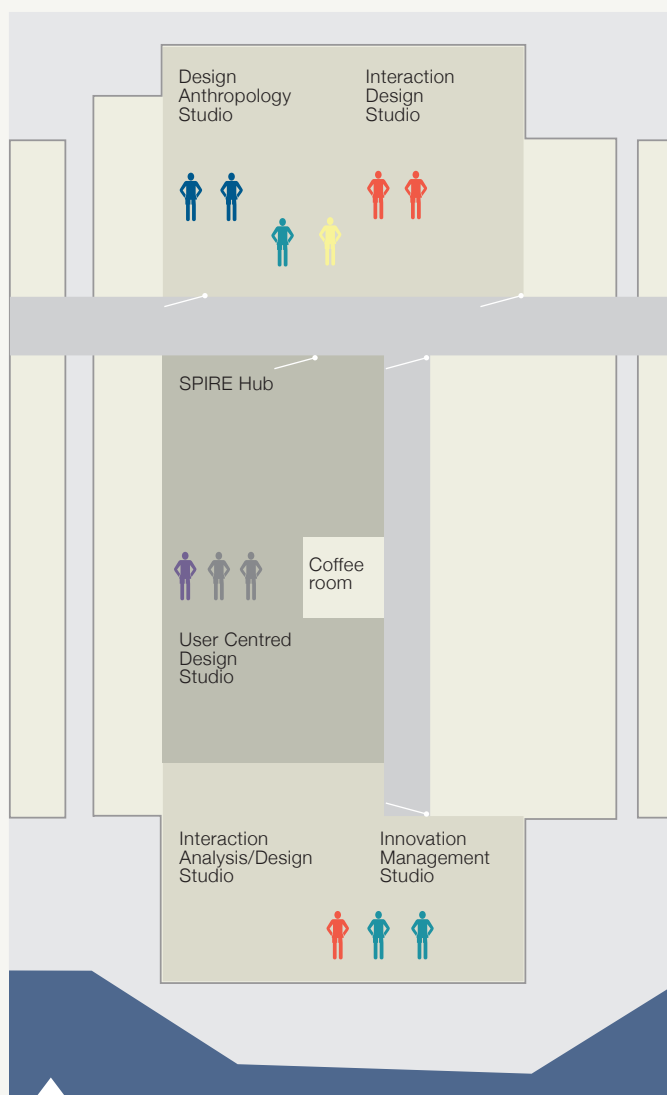 Design
Anthropology
Studio
Interaction
Design
Studio
SPIRE Hub
Coffee
room
User Centred
Design
Studio
Interaction
Analysis/Design
Studio
Innovation
Management
Studio